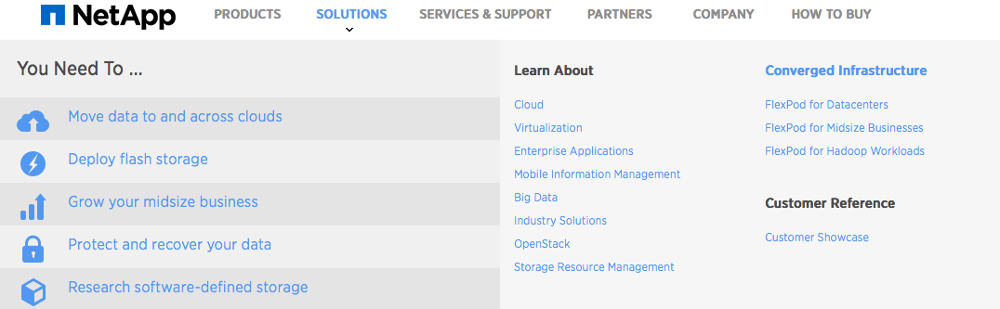 NetApp
PRODUCTS
SOLUTIONS
SERVICES & SUPPORT
PARTNERS
COMPANY
HOW TO BUY
You Need To ...
Move data to and across clouds
Deploy flash storage
Grow your midsize business
Protect and recover your data
Research software-defined storage
Learn About
Cloud
Virtualization
Enterprise Applications
Mobile Information Management
Big Data
Industry Solutions
OpenStack
Storage Resource Management
Converged Infrastructure
FlexPod for Datacenters
FlexPod for Midsize Businesses
FlexPod for Hadoop Workloads
Customer Reference
Customer Showcase